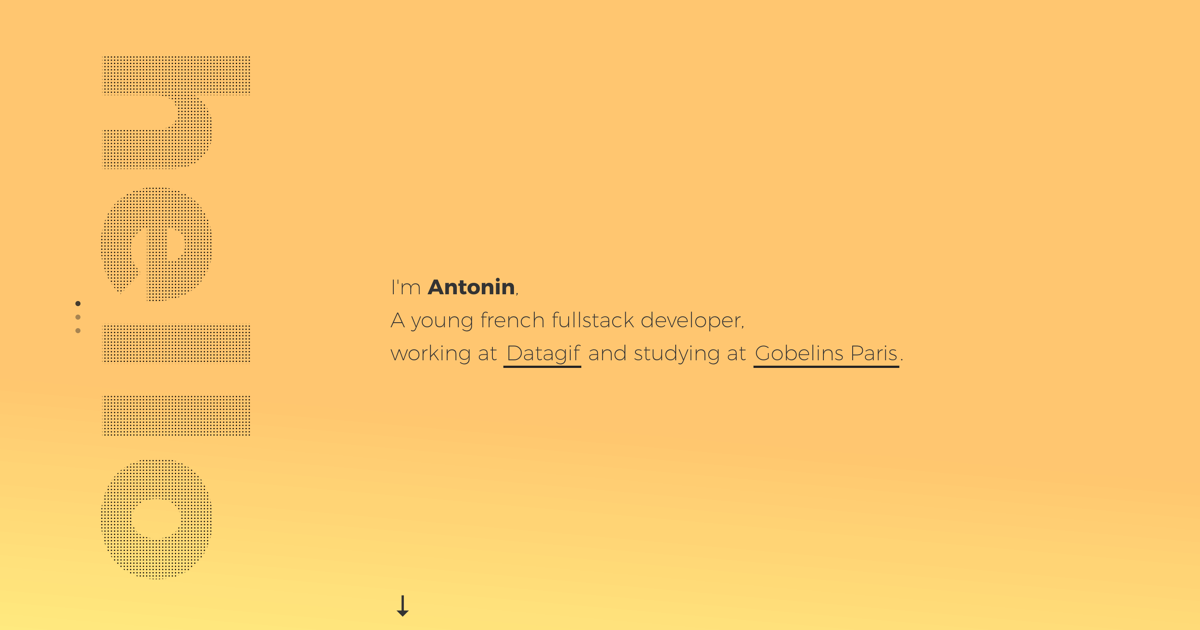 hello
I'm Antonin,
A young french fullstack developer,
working at Datagif and studying at Gobelins Paris.